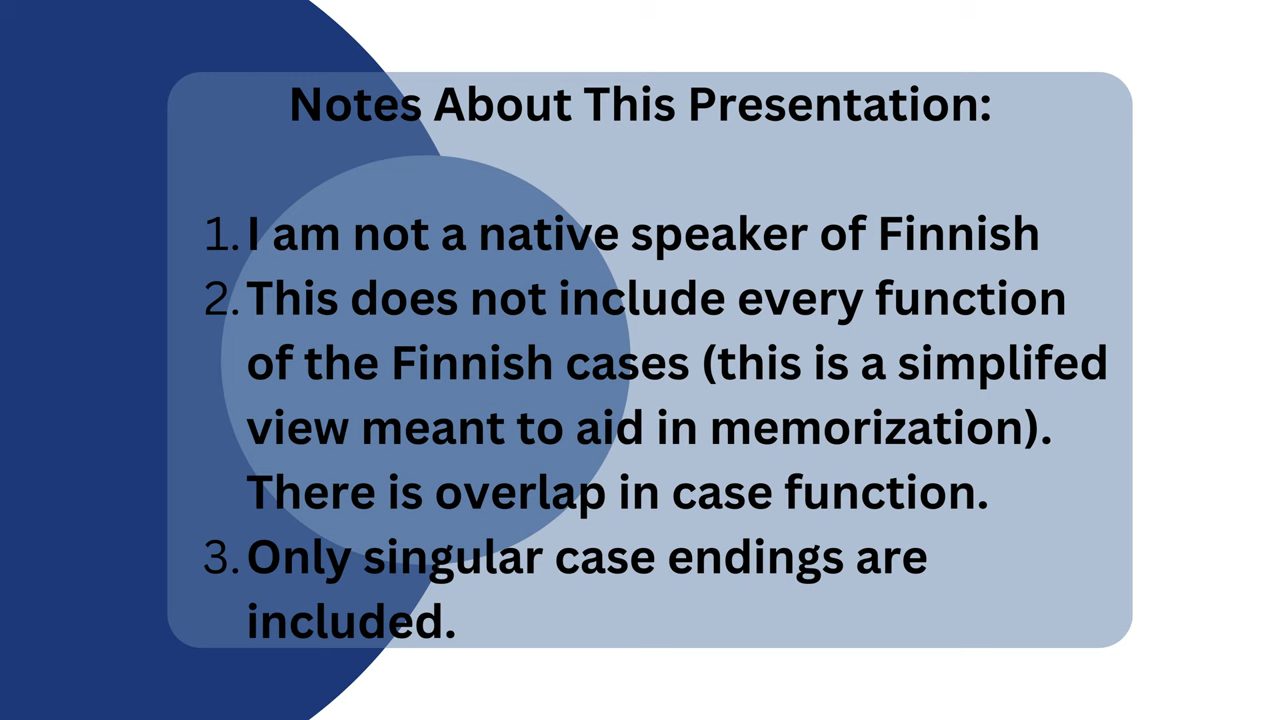 Notes About This Presentation:
1. I am not a native speaker of Finnish
2. This does not include every function
of the Finnish cases (this is a simplifed
view meant to aid in memorization).
There is overlap in case function.
3. Only singular case endings are
included.